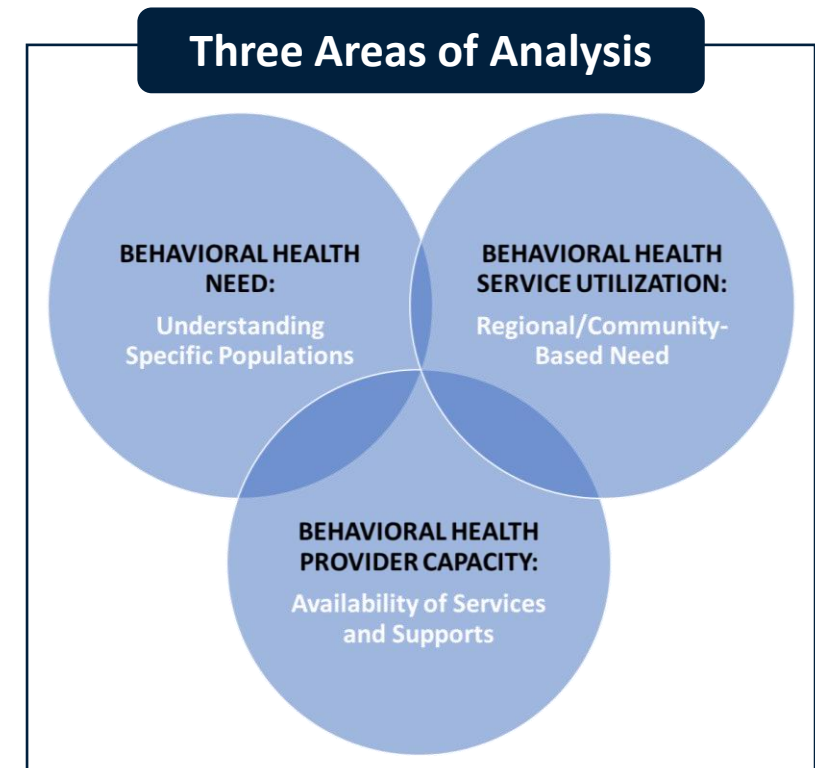 Three Areas of Analysis
BEHAVIORAL HEALTH
NEED:
Understanding
Specific Populations
BEHAVIORAL HEALTH
SERVICE UTILIZATION:
Regional/Community-
Based Need
BEHAVIORAL HEALTH
PROVIDER CAPACITY:
Availability of Services
and Supports